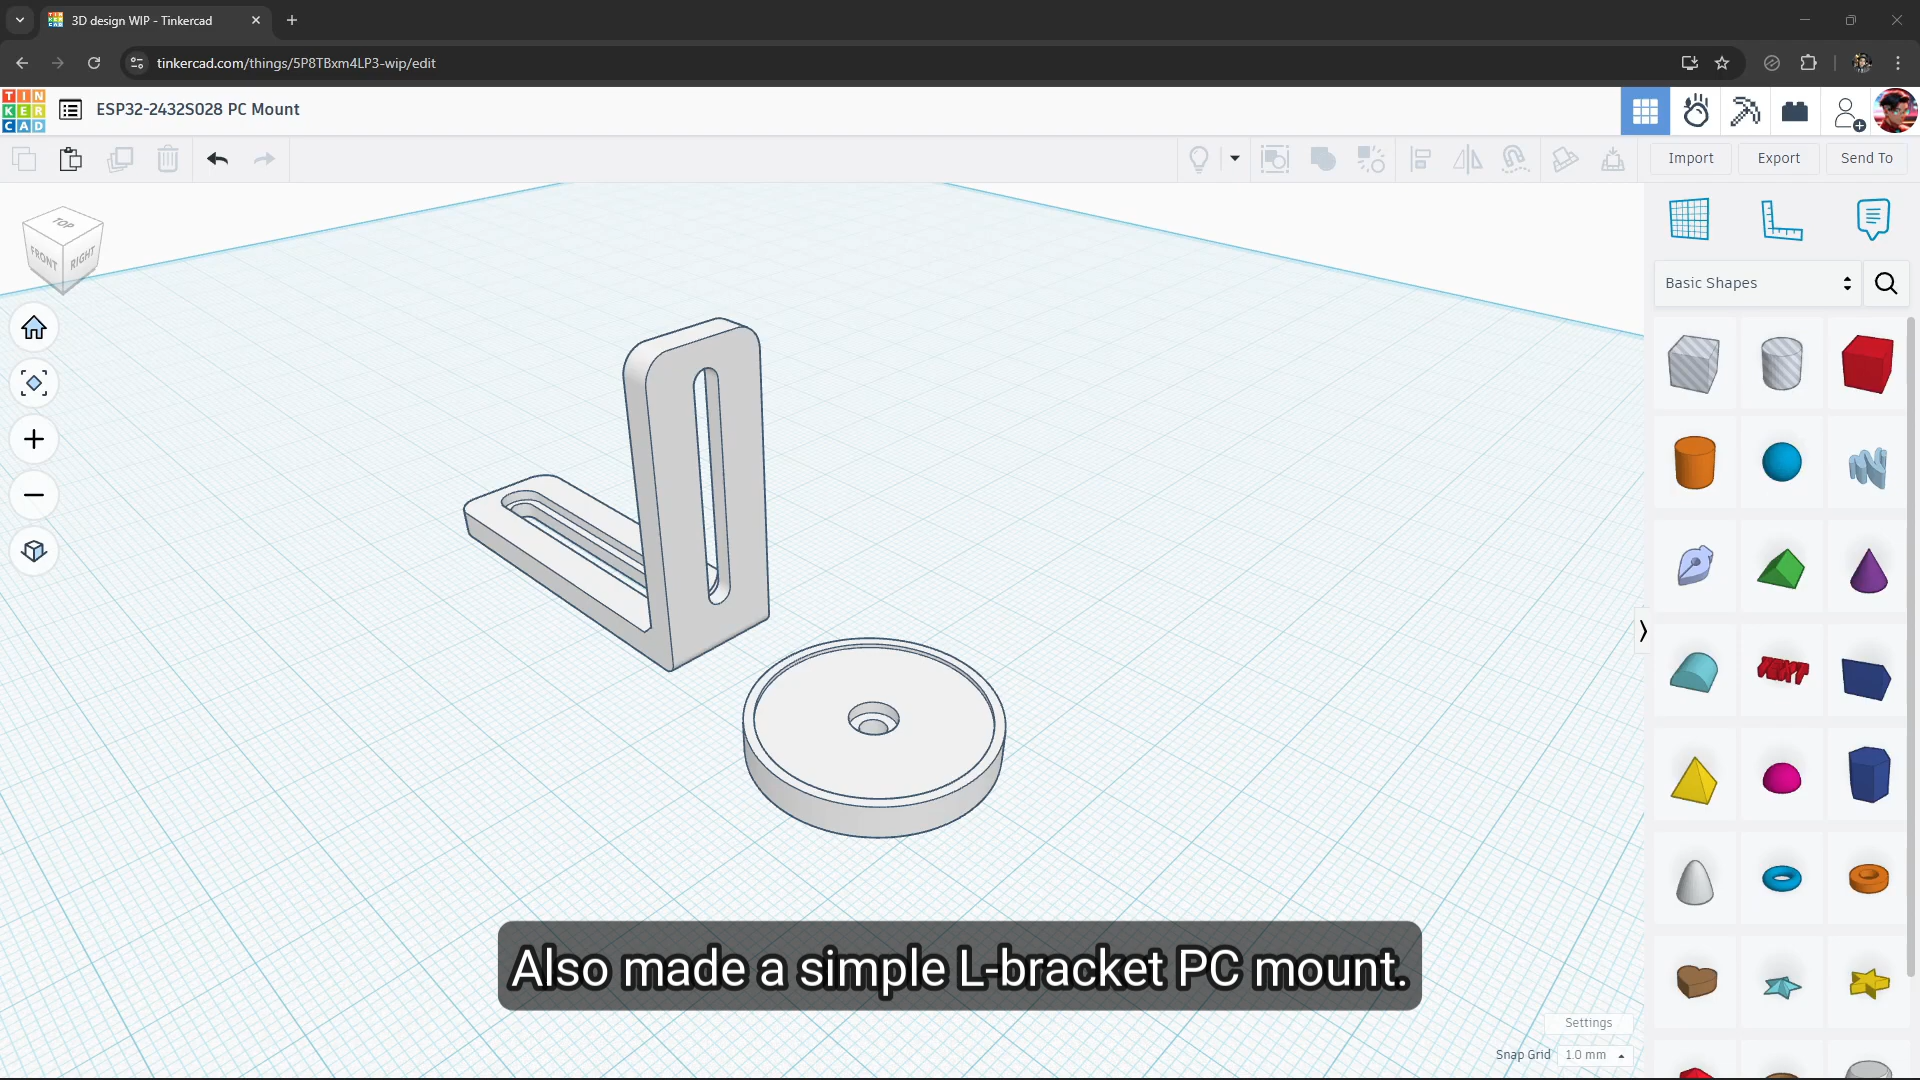 3D design WIP - Tinkercad
tinkercad.com/things/5P8TBxm4LP3-wip/edit
TIN
KER
CAD
ESP32-2432S028 PC Mount
Import
Export
Send To
TOP
FRONT
RIGHT
Basic Shapes
TEXT
Also made a simple L-bracket PC mount.
Settings
Snap Grid
1.0 mm